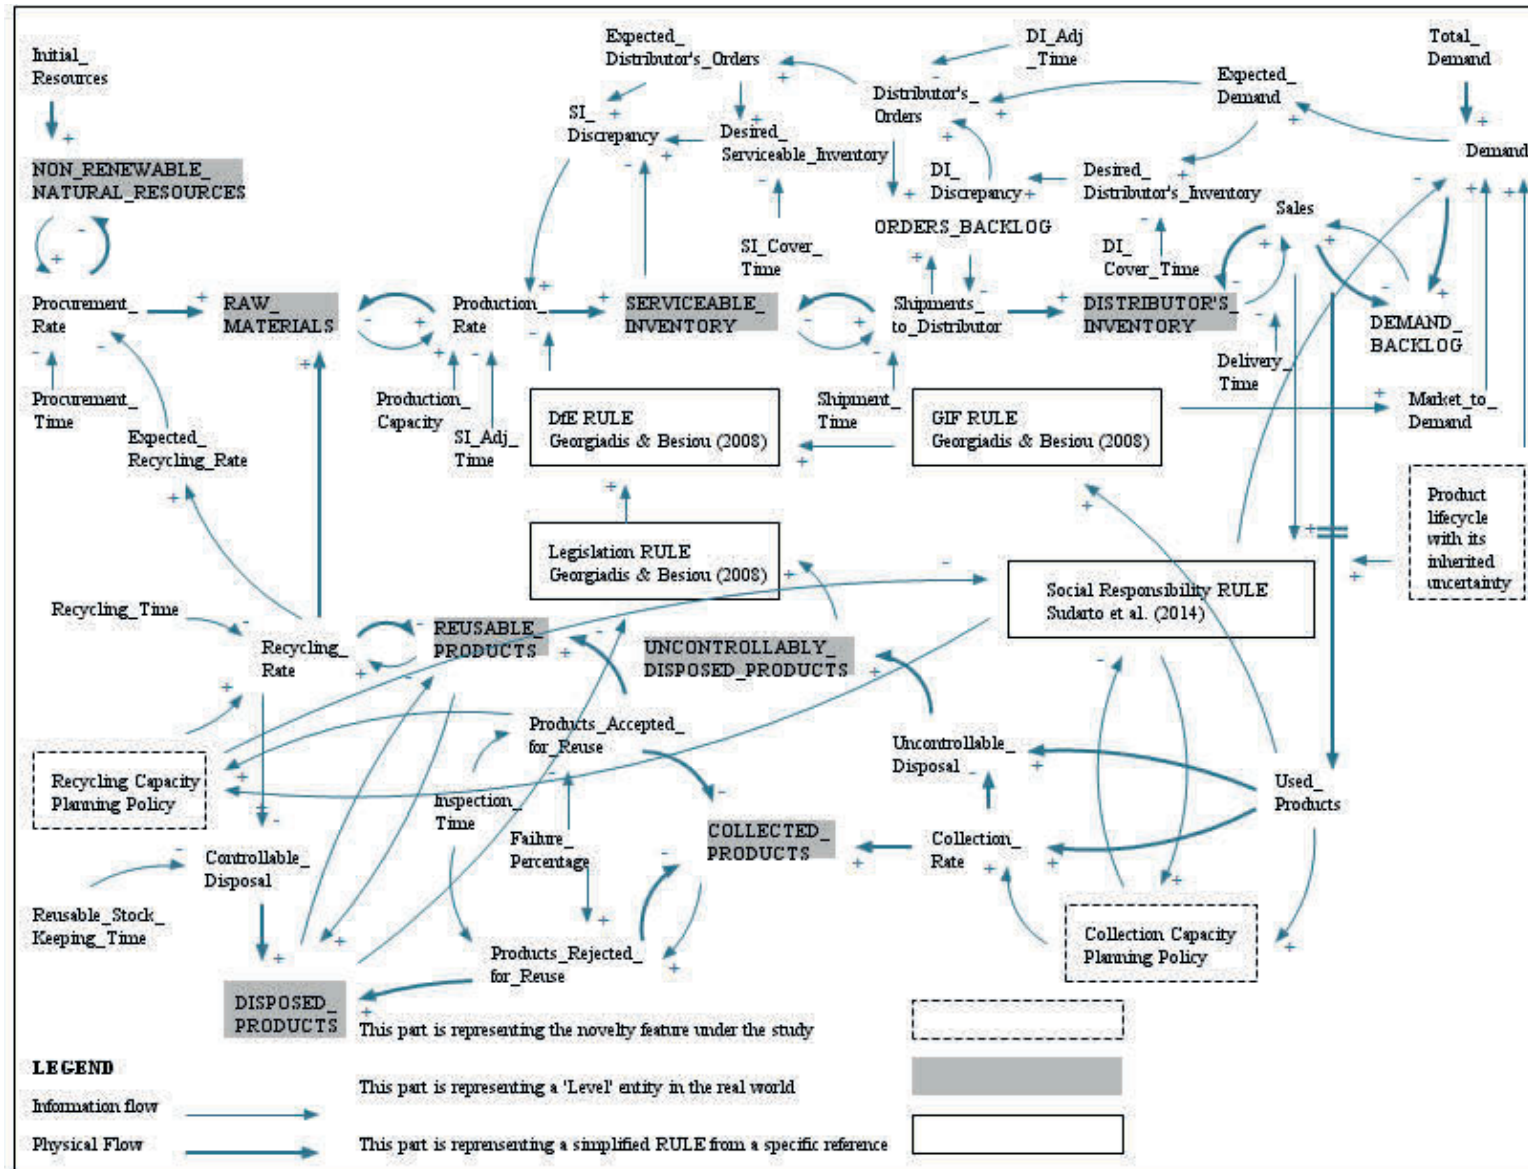 Initial_
Resources
Expected_
Distributor's_Orders
DI_Adj
_Time
Total_
Demand
Expected_
Demand
Distributor's_
Orders
SI_
Discrepancy
Desired_
Serviceable_Inventory
Demand
NON_RENEWABLE_
NATURAL_RESOURCES
DI_
Discrepancy
Desired_
Distributor's_Inventory
Sales
ORDERS_BACKLOG
SI_Cover_
Time
DI_
Cover_Time
Procurement_
Rate
RAW_
MATERIALS
Production_
Rate
SERVICEABLE_
INVENTORY
Shipments_
to_Distributor
DISTRIBUTOR'S_
INVENTORY
DEMAND_
BACKLOG
Delivery_
Time
Procurement_
Time
Production_
Capacity
SI_Adj_
Time
DfE RULE
Georgiadis & Besiou (2008)
Shipment_
Time
GIF RULE
Georgiadis & Besiou (2008)
Market_to_
Demand
Expected_
Recycling_Rate
Product
lifecycle
with its
inherited
uncertainty
Legislation RULE
Georgiadis & Besiou (2008)
Social Responsibility RULE
Sudarto et al. (2014)
Recycling_Time
Recycling_
Rate
REUSABLE_
PRODUCTS
UNCONTROLLABLY_
DISPOSED_PRODUCTS
Products_Accepted_
for_Reuse
Uncontrollable_
Disposal
Recycling Capacity
Planning Policy
Inspection_
Time
Used_
Products
Failure_
Percentage
COLLECTED_
PRODUCTS
Collection_
Rate
Controllable_
Disposal
Reusable_Stock_
Keeping_Time
Products_Rejected_
for_Reuse
Collection Capacity
Planning Policy
DISPOSED_
PRODUCTS
This part is representing the novelty feature under the study
LEGEND
This part is representing a 'Level' entity in the real world
Information flow
Physical Flow
This part is reprensenting a simplified RULE from a specific reference